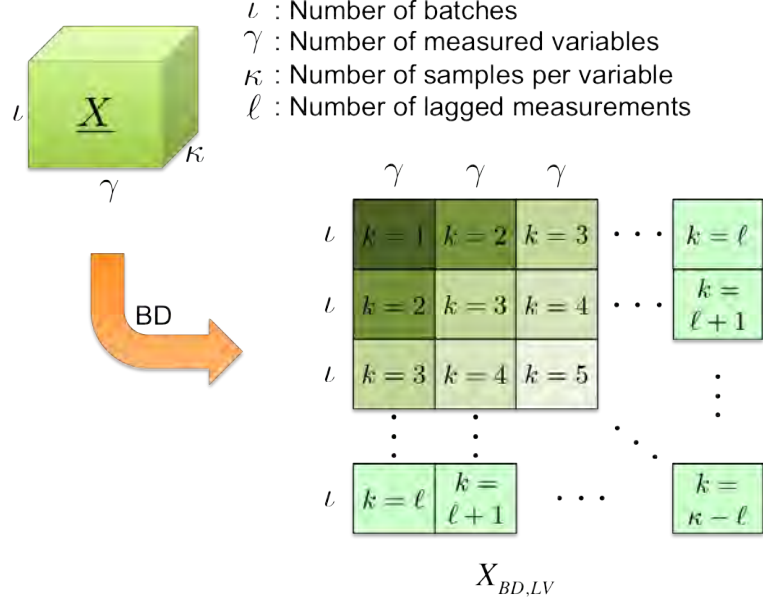 ι : Number of batches
γ : Number of measured variables
κ : Number of samples per variable
ℓ : Number of lagged measurements
ι X κ
γ
BD
γ γ γ
ι k = 1 k = 2 k = 3 · · · k = ℓ
ι k = 2 k = 3 k = 4 · · · k = ℓ + 1
ι k = 3 k = 4 k = 5
ι k = ℓ k = ℓ + 1 · · · k = κ − ℓ
X_{BD,LV}